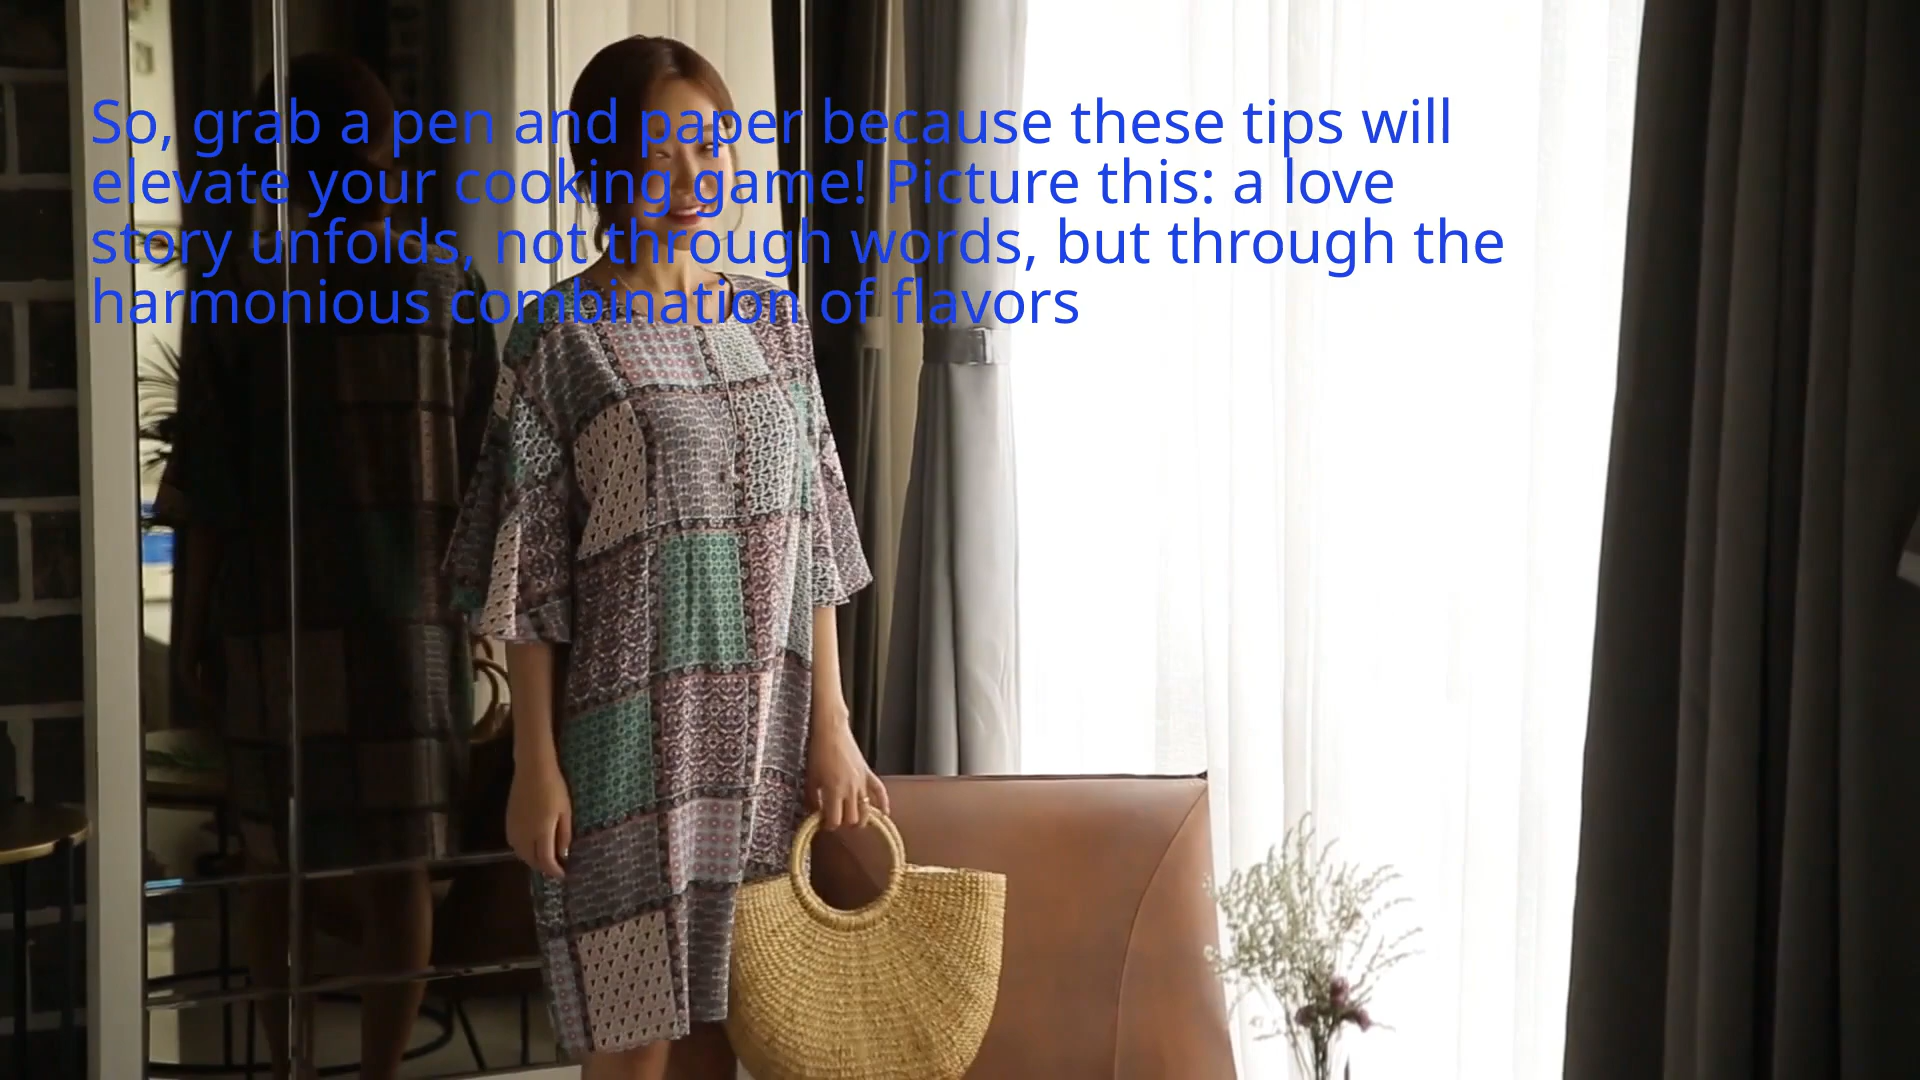 So, grab a pen and paper because these tips will
elevate your cooking game! Picture this: a love
story unfolds, not through words, but through the
harmonious combination of flavors